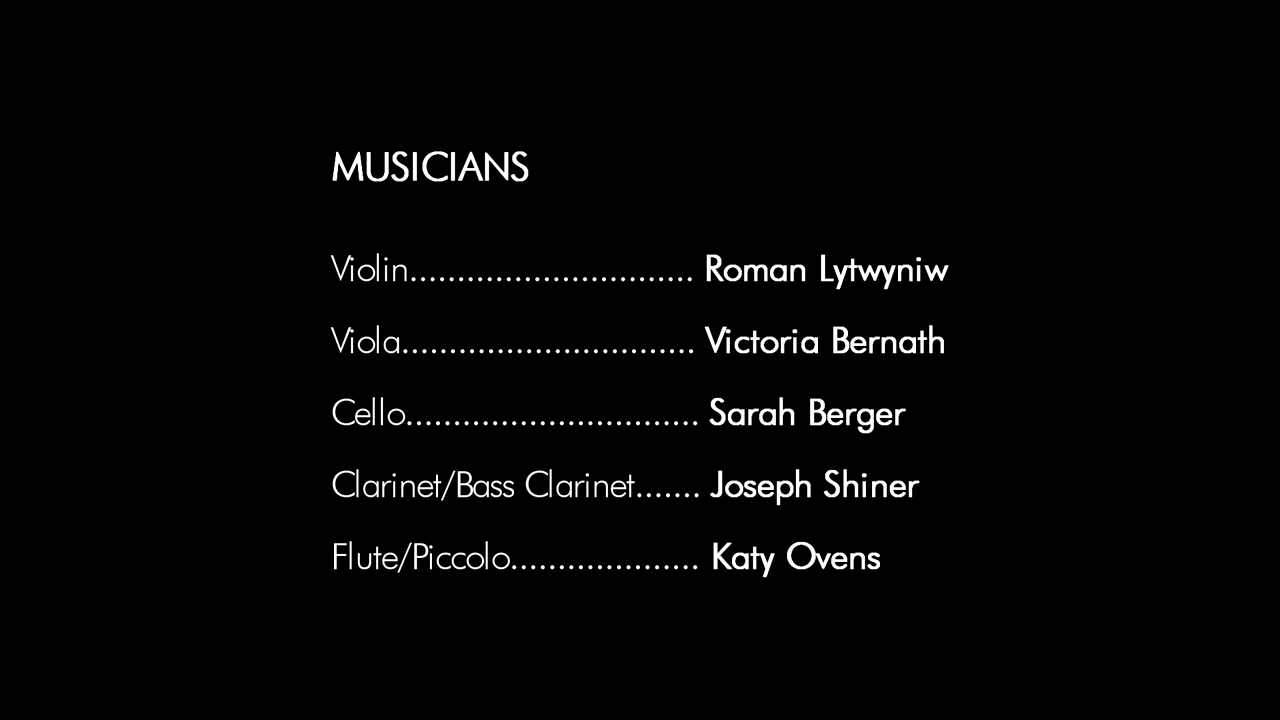 MUSICIANS
Violin.............................. Roman Lytwyniw
Viola............................... Victoria Bernath
Cello............................... Sarah Berger
Clarinet/Bass Clarinet....... Joseph Shiner
Flute/Piccolo.................... Katy Ovens